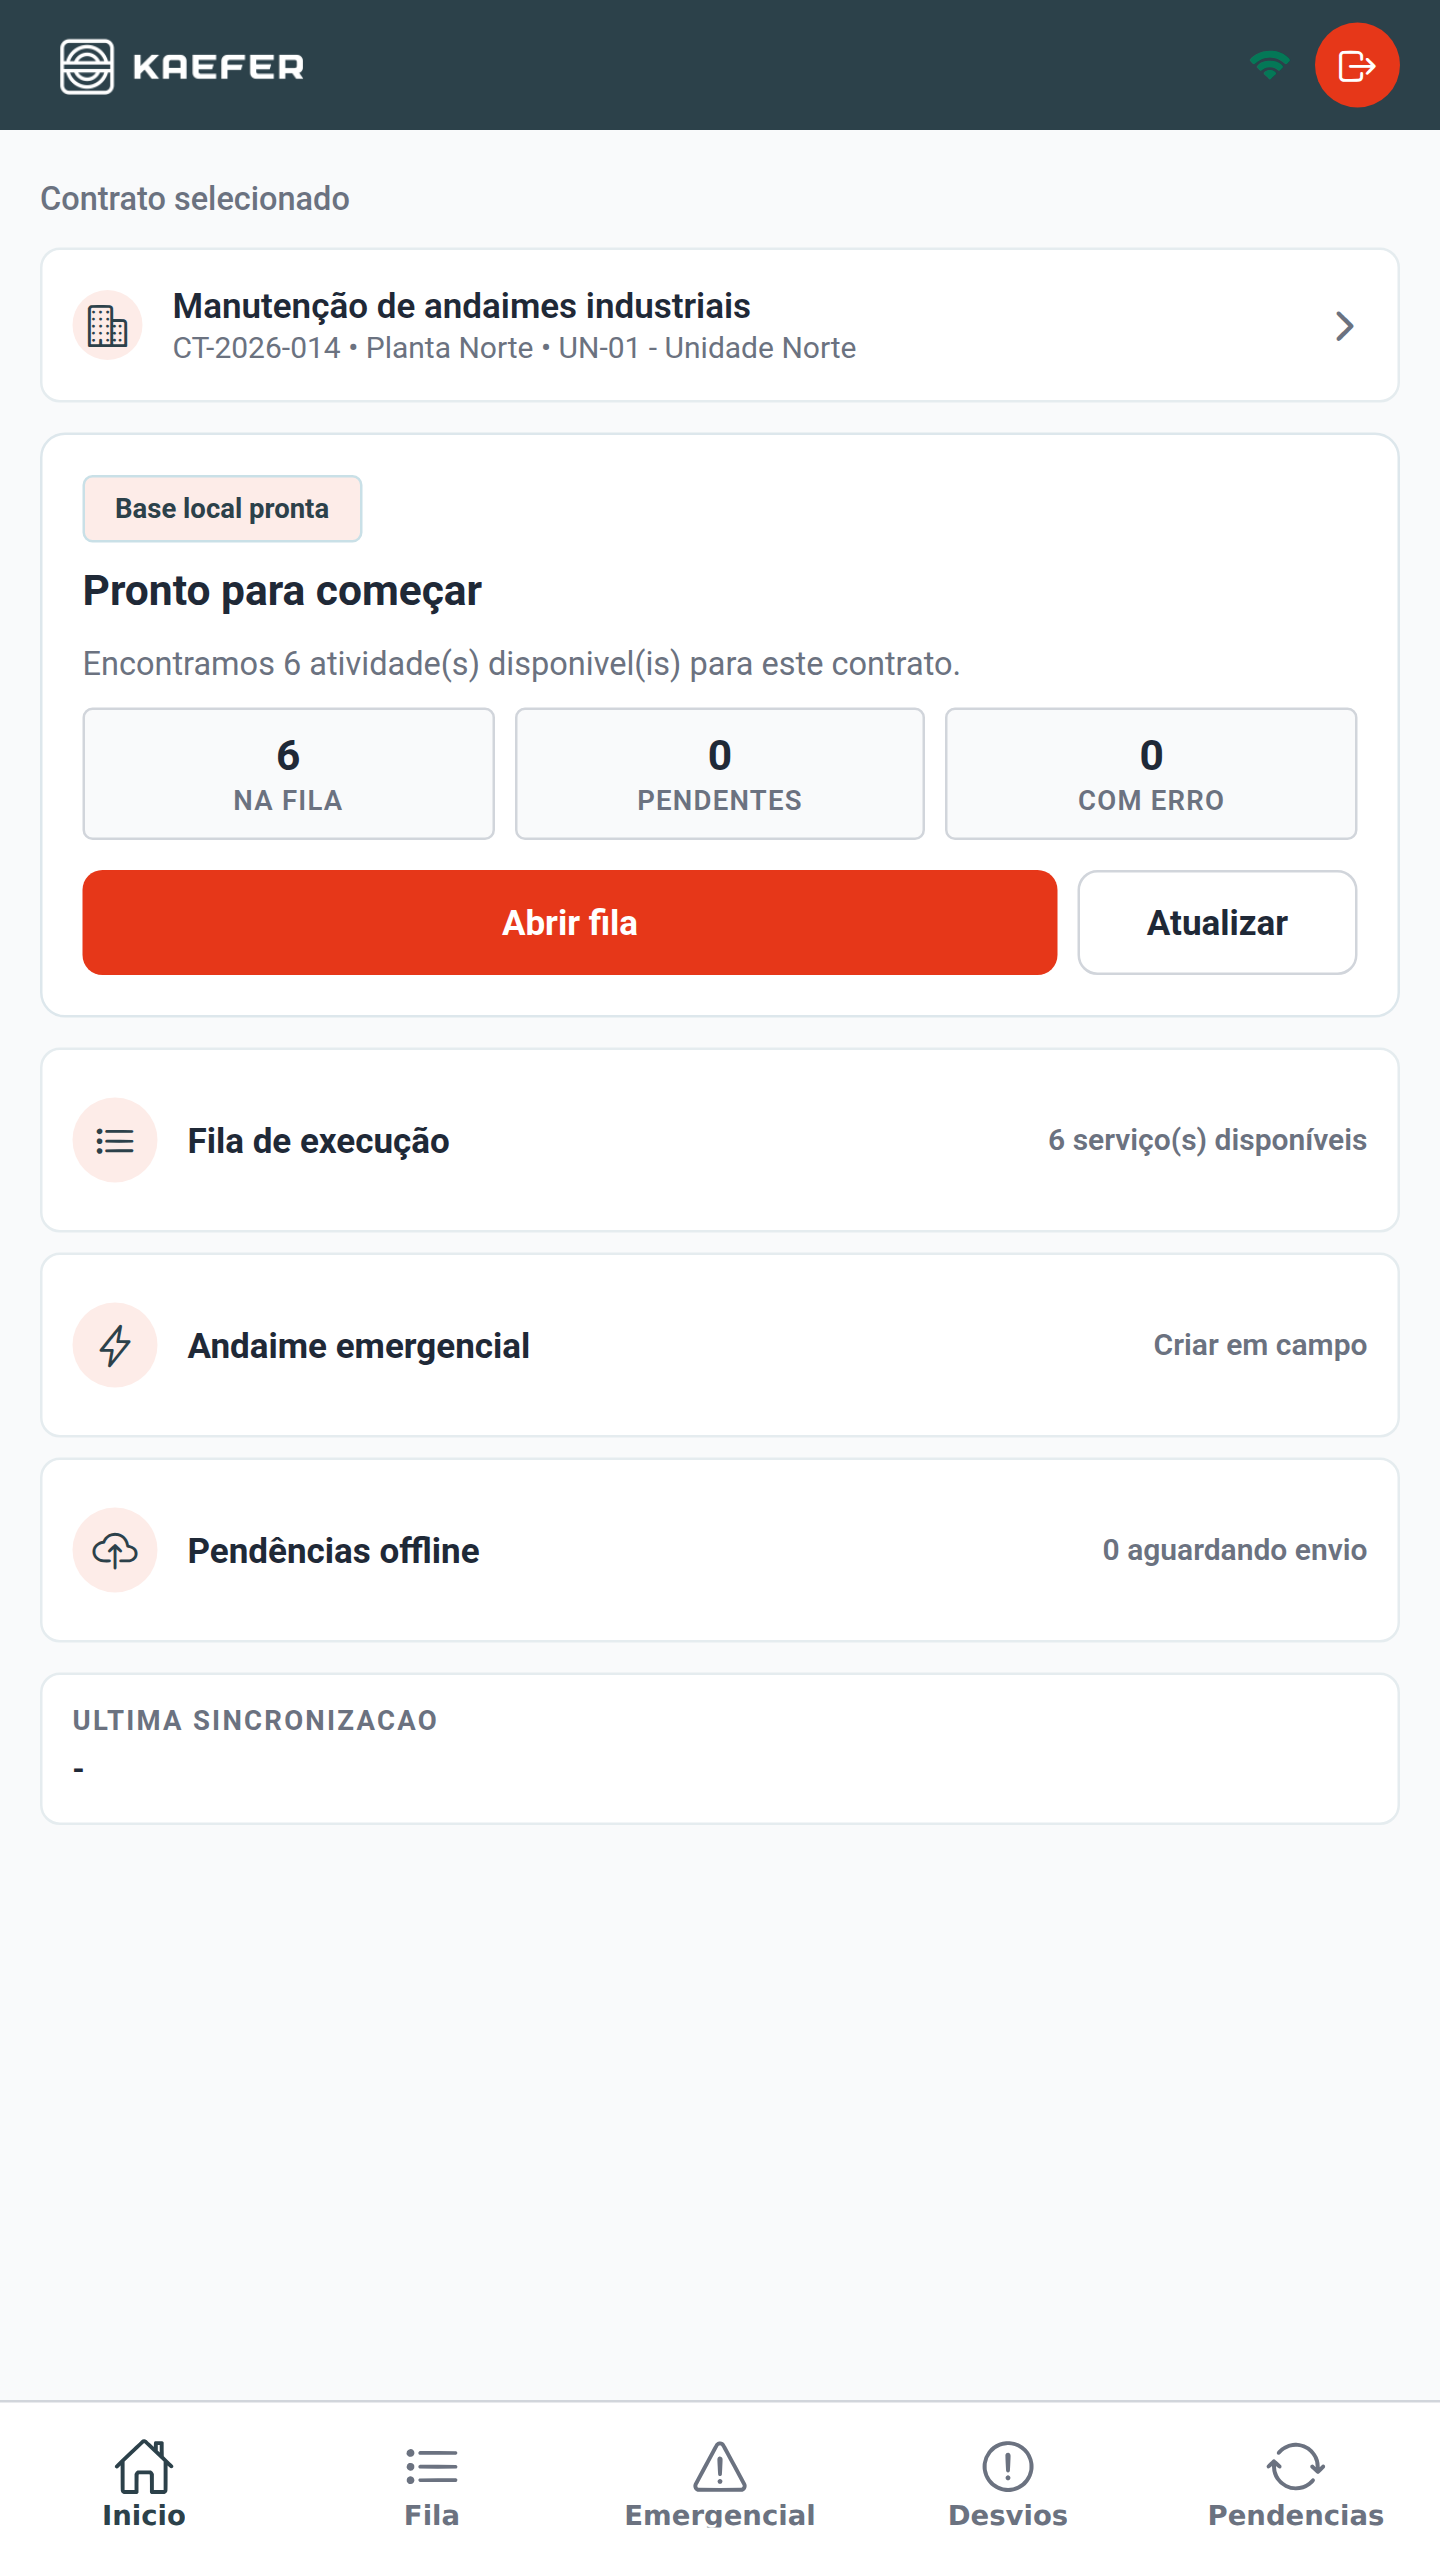 KAEFER
Contrato selecionado
Manutenção de andaimes industriais
CT-2026-014 • Planta Norte • UN-01 - Unidade Norte
Base local pronta
Pronto para começar
Encontramos 6 atividade(s) disponivel(is) para este contrato.
6
NA FILA
0
PENDENTES
0
COM ERRO
Abrir fila
Atualizar
Fila de execução
6 serviço(s) disponíveis
Andaime emergencial
Criar em campo
Pendências offline
0 aguardando envio
ULTIMA SINCRONIZACAO
-
Inicio
Fila
Emergencial
Desvios
Pendencias